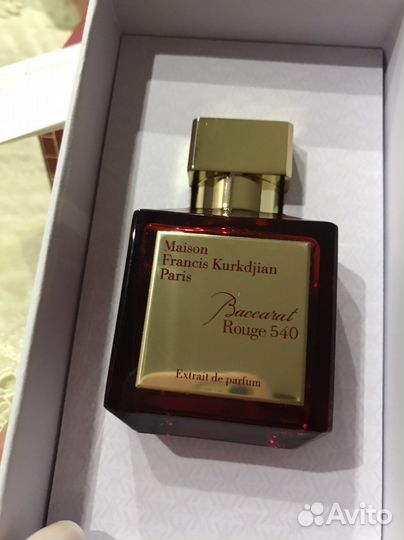 Maison
Francis Kurkdjian
Paris
Baccarat
Rouge 540
Extrait de parfum
Avito